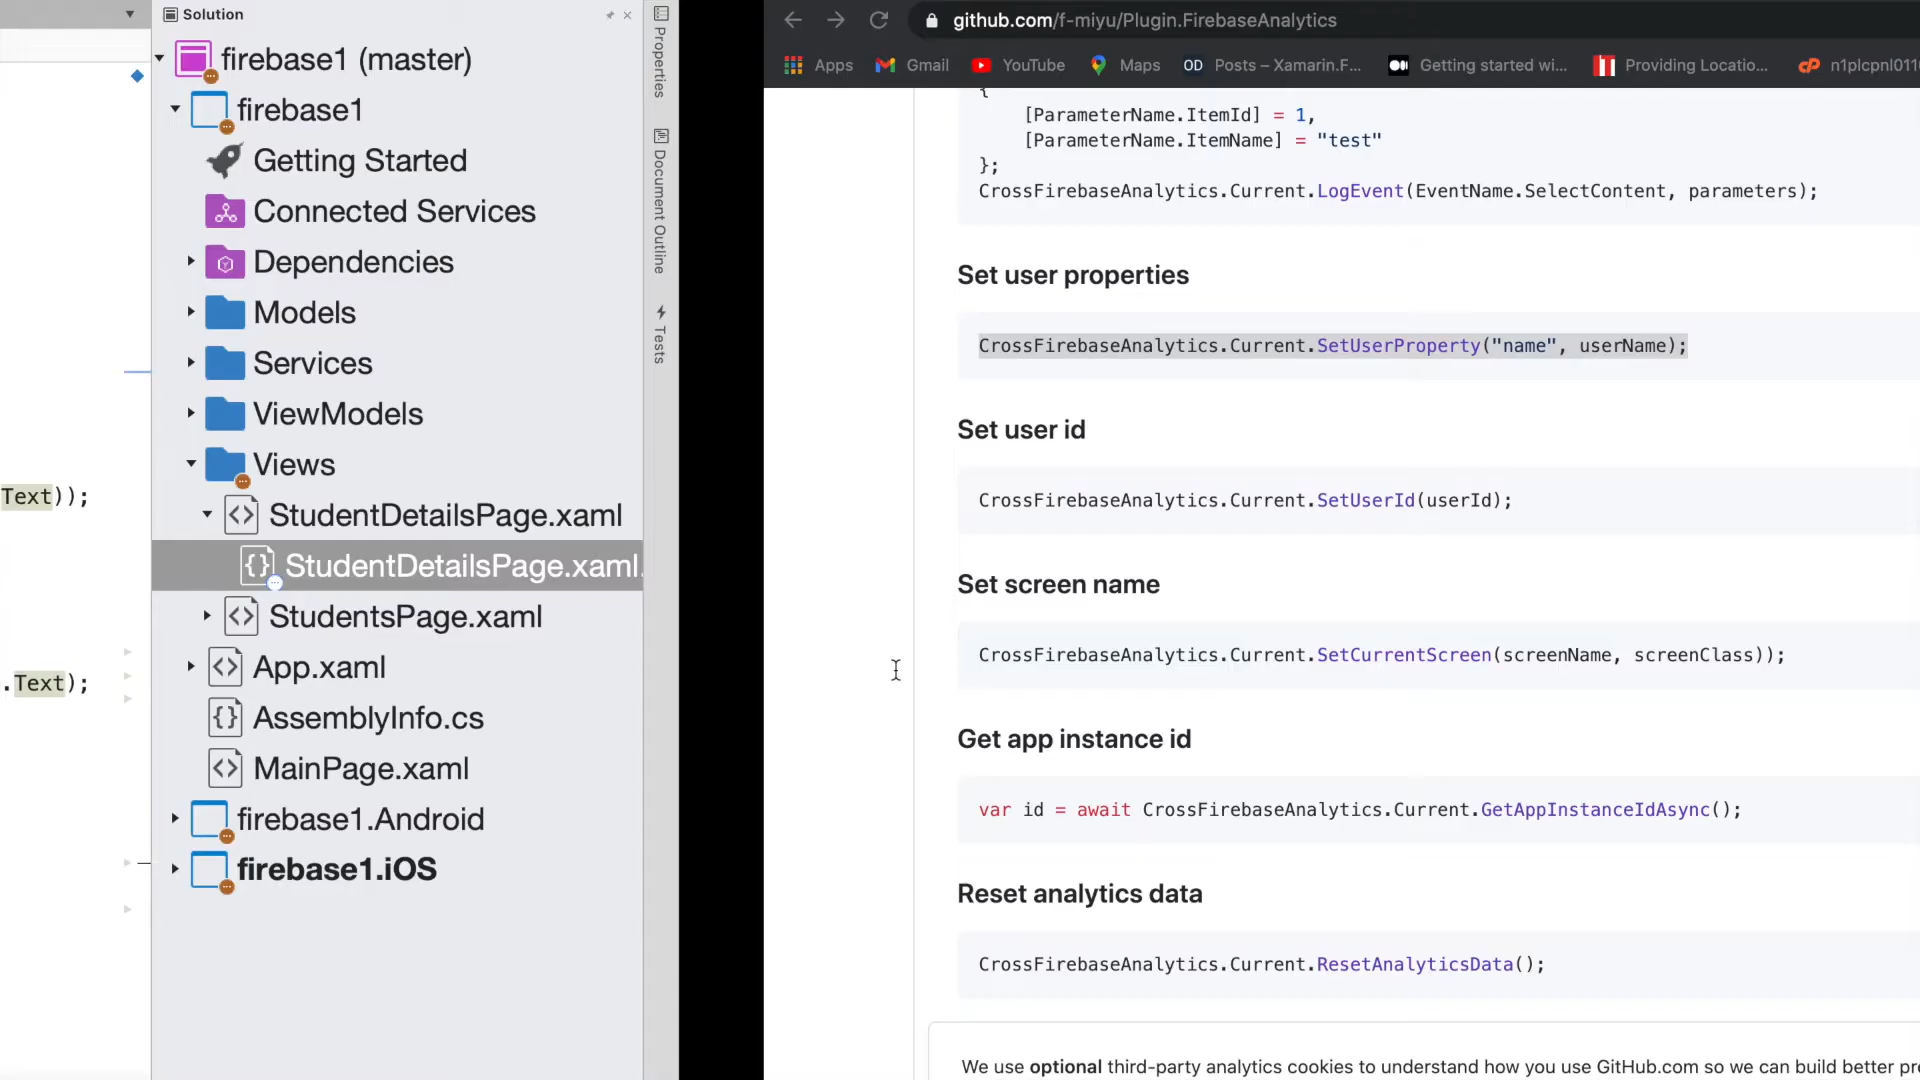 Text));
.Text);
Solution
firebase1 (master)
firebase1
Getting Started
Connected Services
Dependencies
Models
Services
ViewModels
Views
StudentDetailsPage.xaml
StudentDetailsPage.xaml.
StudentsPage.xaml
App.xaml
AssemblyInfo.cs
MainPage.xaml
firebase1.Android
firebase1.iOS
Properties
Document Outline
Tests
github.com/f-miyu/Plugin.FirebaseAnalytics
Apps
Gmail
YouTube
Maps
OD Posts – Xamarin.F...
Getting started wi...
Providing Locatio...
n1plcpnl011
{
[ParameterName.ItemId] = 1,
[ParameterName.ItemName] = "test"
};
CrossFirebaseAnalytics.Current.LogEvent(EventName.SelectContent, parameters);
Set user properties
CrossFirebaseAnalytics.Current.SetUserProperty("name", userName);
Set user id
CrossFirebaseAnalytics.Current.SetUserId(userId);
Set screen name
CrossFirebaseAnalytics.Current.SetCurrentScreen(screenName, screenClass));
Get app instance id
var id = await CrossFirebaseAnalytics.Current.GetAppInstanceIdAsync();
Reset analytics data
CrossFirebaseAnalytics.Current.ResetAnalyticsData();
We use optional third-party analytics cookies to understand how you use GitHub.com so we can build better pr